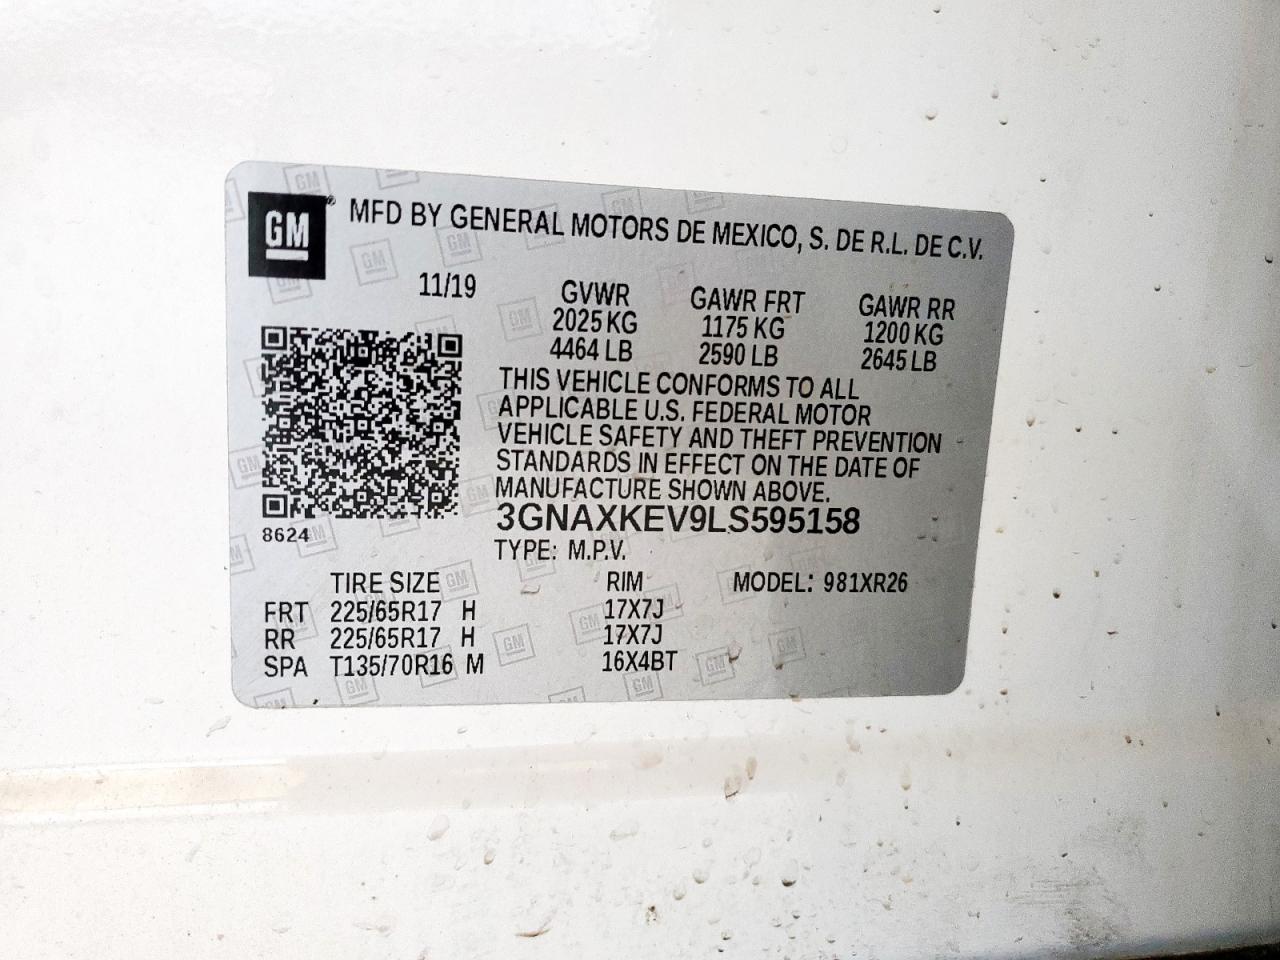 GM ® MFD BY GENERAL MOTORS DE MEXICO, S. DE R.L. DE C.V.
11/19
GVWR GAWR FRT GAWR RR
2025 KG 1175 KG 1200 KG
4464 LB 2590 LB 2645 LB
THIS VEHICLE CONFORMS TO ALL
APPLICABLE U.S. FEDERAL MOTOR
VEHICLE SAFETY AND THEFT PREVENTION
STANDARDS IN EFFECT ON THE DATE OF
MANUFACTURE SHOWN ABOVE.
3GNAXKEV9LS595158
8624
TYPE: M.P.V.
TIRE SIZE RIM MODEL: 981XR26
FRT 225/65R17 H 17X7J
RR 225/65R17 H 17X7J
SPA T135/70R16 M 16X4BT